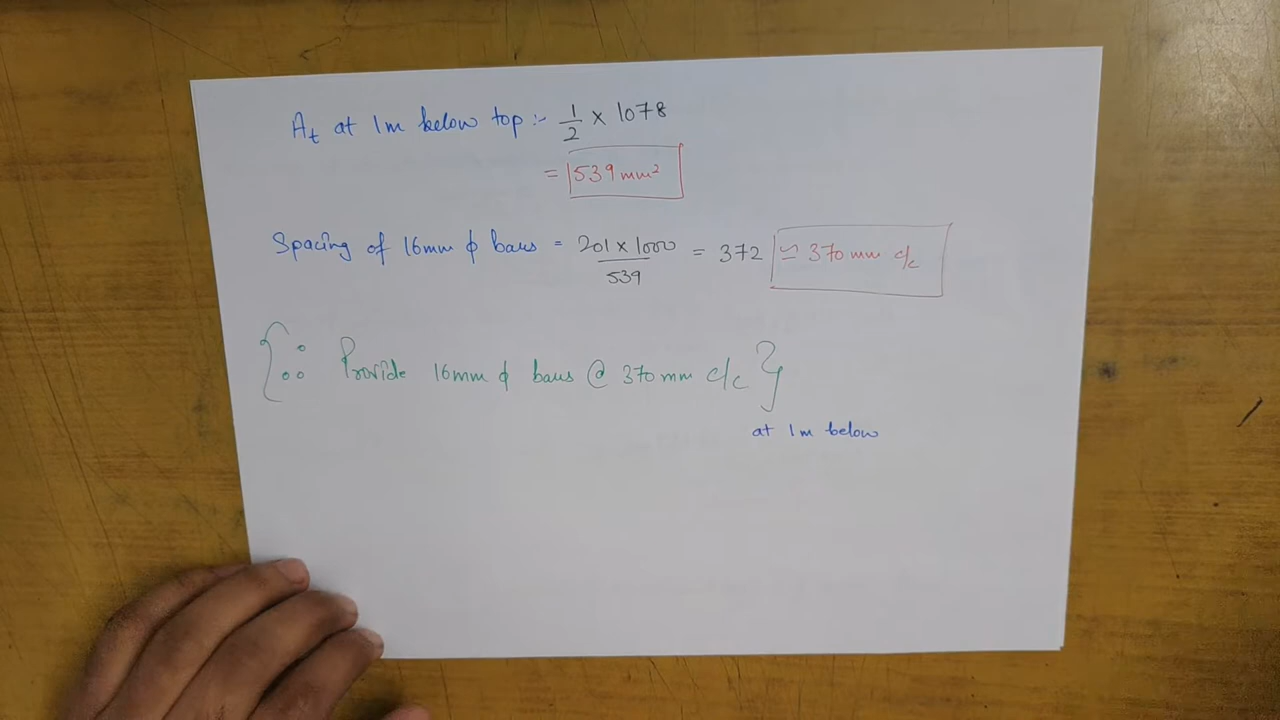 At at 1m below top :- 1/2 x 1078
= 539 mm²
Spacing of 16mm ϕ bars = 201 x 1000 / 539 = 372 ≃ 370 mm c/c
{ ∴ Provide 16mm ϕ bars @ 370 mm c/c }
at 1m below